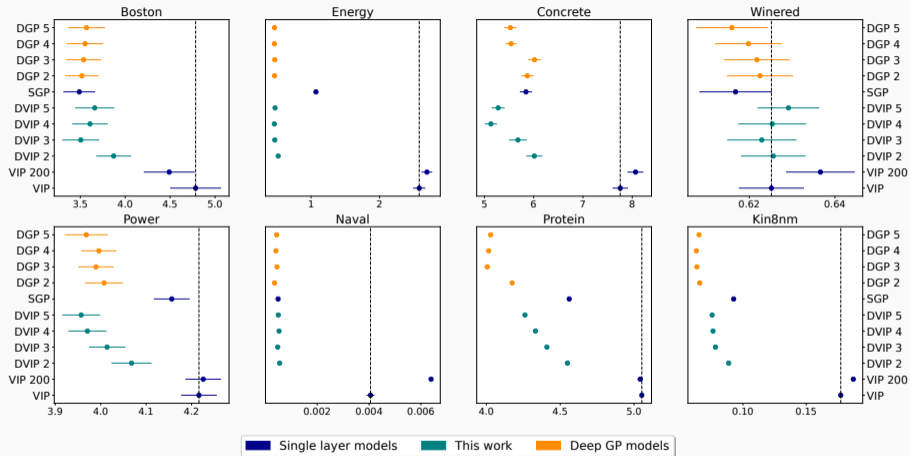 Boston Energy Concrete Winered
DGP 5 DGP 5
DGP 4 DGP 4
DGP 3 DGP 3
DGP 2 DGP 2
SGP SGP
DVIP 5 DVIP 5
DVIP 4 DVIP 4
DVIP 3 DVIP 3
DVIP 2 DVIP 2
VIP 200 VIP 200
VIP VIP
3.5 4.0 4.5 5.0 1 2 5 6 7 8 0.62 0.64
Power Naval Protein Kin8nm
DGP 5 DGP 5
DGP 4 DGP 4
DGP 3 DGP 3
DGP 2 DGP 2
SGP SGP
DVIP 5 DVIP 5
DVIP 4 DVIP 4
DVIP 3 DVIP 3
DVIP 2 DVIP 2
VIP 200 VIP 200
VIP VIP
3.9 4.0 4.1 4.2 0.002 0.004 0.006 4.0 4.5 5.0 0.10 0.15
Single layer models This work Deep GP models